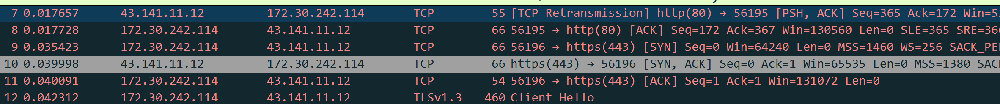 7 0.017657 43.141.11.12 172.30.242.114 TCP 55 [TCP Retransmission] http(80) → 56195 [PSH, ACK] Seq=365 Ack=172 Win=52
8 0.017728 172.30.242.114 43.141.11.12 TCP 66 56195 → http(80) [ACK] Seq=172 Ack=367 Win=130560 Len=0 SLE=365 SRE=366
9 0.035423 172.30.242.114 43.141.11.12 TCP 66 56196 → https(443) [SYN] Seq=0 Win=64240 Len=0 MSS=1460 WS=256 SACK_PE
10 0.039998 43.141.11.12 172.30.242.114 TCP 66 https(443) → 56196 [SYN, ACK] Seq=0 Ack=1 Win=65535 Len=0 MSS=1380 SAC
11 0.040091 172.30.242.114 43.141.11.12 TCP 54 56196 → https(443) [ACK] Seq=1 Ack=1 Win=131072 Len=0
12 0.042312 172.30.242.114 43.141.11.12 TLSv1.3 460 Client Hello